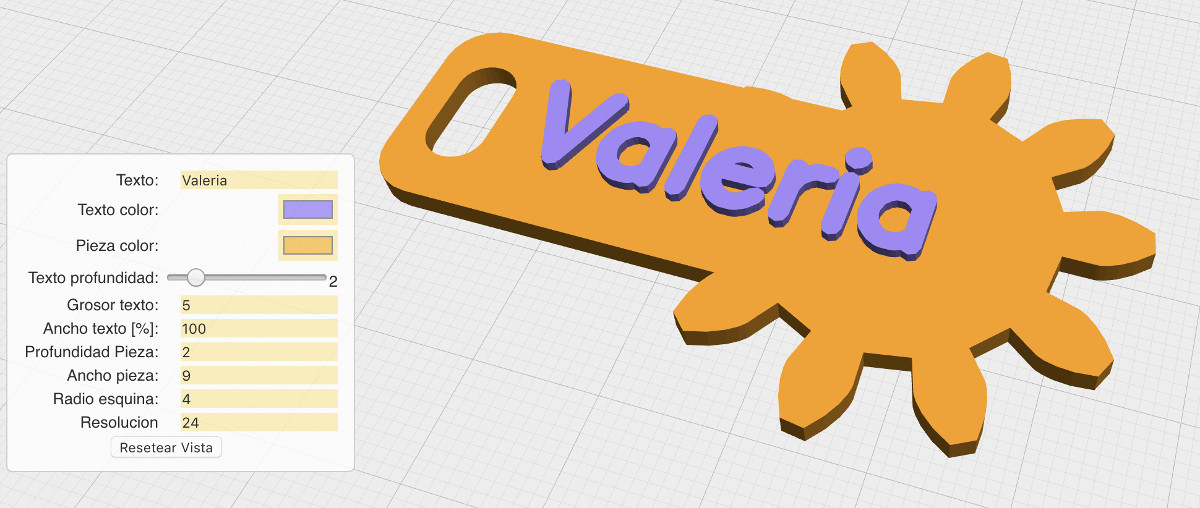 Texto: Valeria
Texto color:
Pieza color:
Texto profundidad: 2
Grosor texto: 5
Ancho texto [%]: 100
Profundidad Pieza: 2
Ancho pieza: 9
Radio esquina: 4
Resolucion 24
Resetear Vista
Valeria